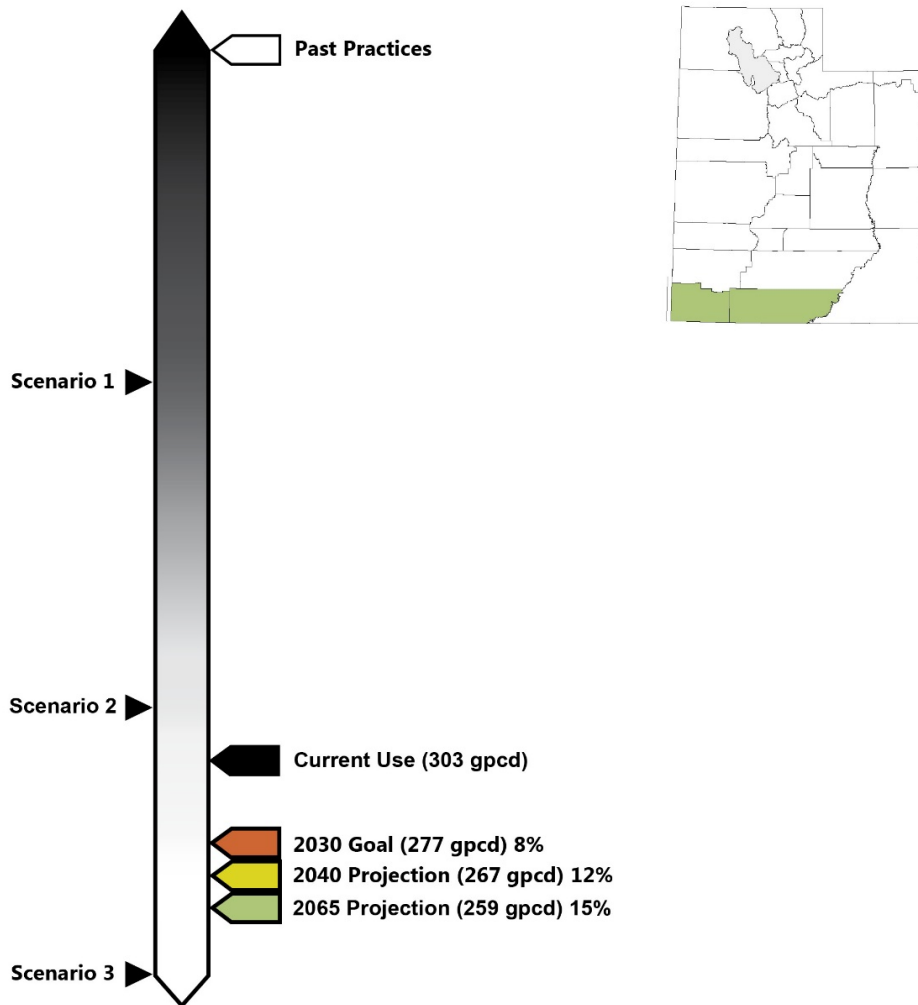 Past Practices
Scenario 1
Scenario 2
Current Use (303 gpcd)
2030 Goal (277 gpcd) 8%
2040 Projection (267 gpcd) 12%
2065 Projection (259 gpcd) 15%
Scenario 3